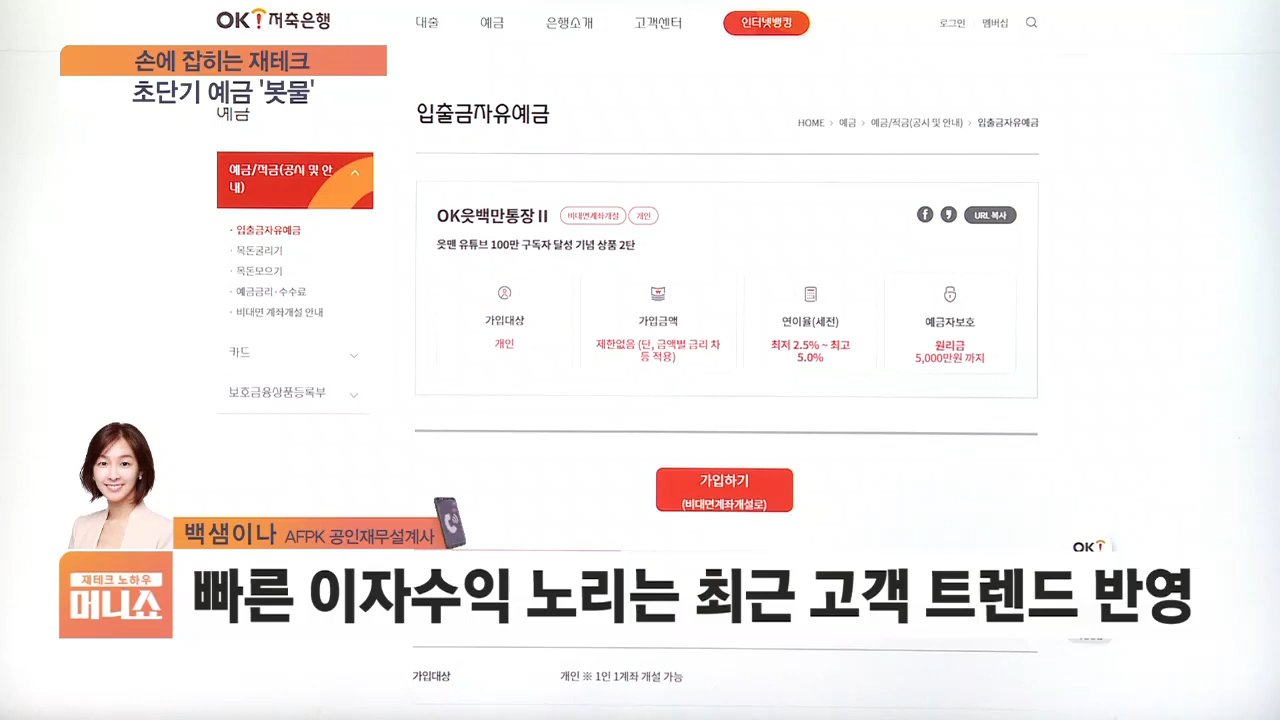 OK!저축은행
대출
예금
은행소개
고객센터
인터넷뱅킹
로그인
멤버십
손에 잡히는 재테크
초단기 예금 '봇물'
예금
입출금자유예금
HOME > 예금 > 예금/적금(공시 및 안내) > 입출금자유예금
예금/적금(공시 및 안
내)
· 입출금자유예금
· 목돈굴리기
· 목돈모으기
· 예금금리·수수료
· 비대면 계좌개설 안내
카드
보호금융상품등록부
OK읏백만통장Ⅱ
비대면계좌개설
개인
URL 복사
읏맨 유튜브 100만 구독자 달성 기념 상품 2탄
가입대상
개인
가입금액
제한없음 (단, 금액별 금리 차
등 적용)
연이율(세전)
최저 2.5% ~ 최고
5.0%
예금자보호
원리금
5,000만원 까지
가입하기
(비대면계좌개설로)
백샘이나 AFPK 공인재무설계사
OK!
재테크 노하우
머니쇼
빠른 이자수익 노리는 최근 고객 트렌드 반영
가입대상
개인 ※ 1인 1계좌 개설 가능